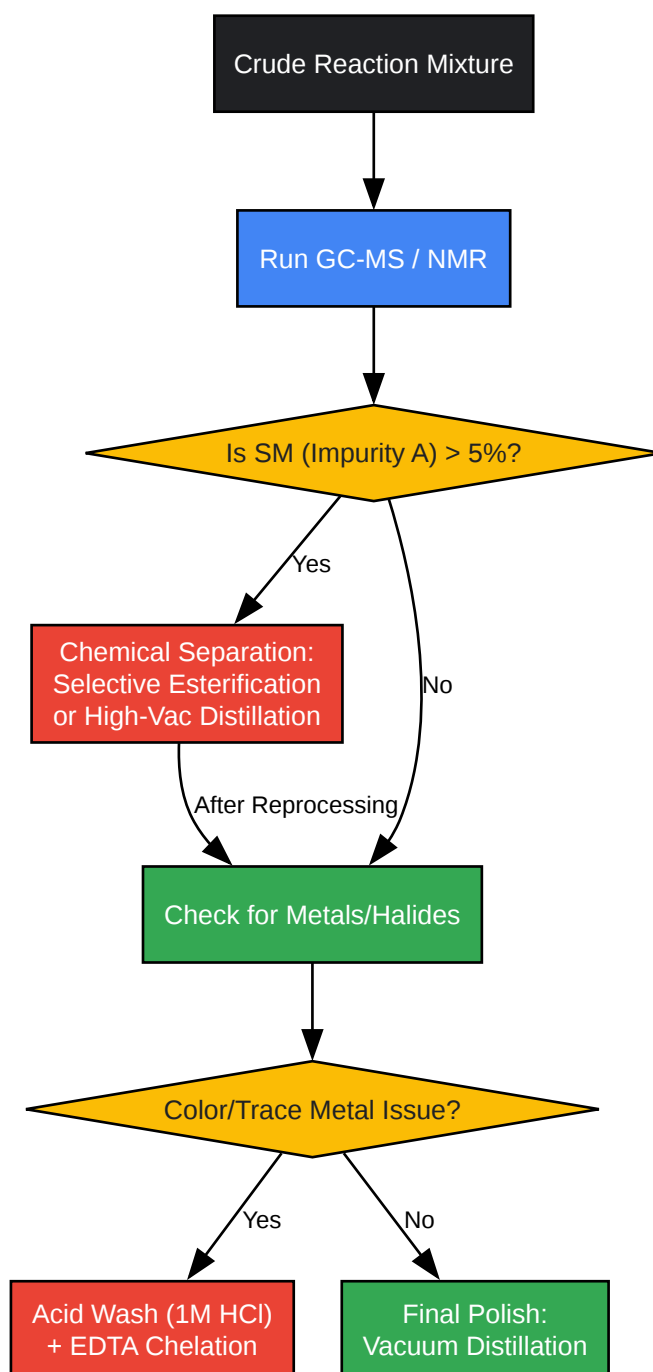 Crude Reaction Mixture
Run GC-MS / NMR
Is SM (Impurity A) > 5%?
Yes
Chemical Separation:
Selective Esterification
or High-Vac Distillation
No
After Reprocessing
Check for Metals/Halides
Color/Trace Metal Issue?
Yes
No
Acid Wash (1M HCl)
+ EDTA Chelation
Final Polish:
Vacuum Distillation